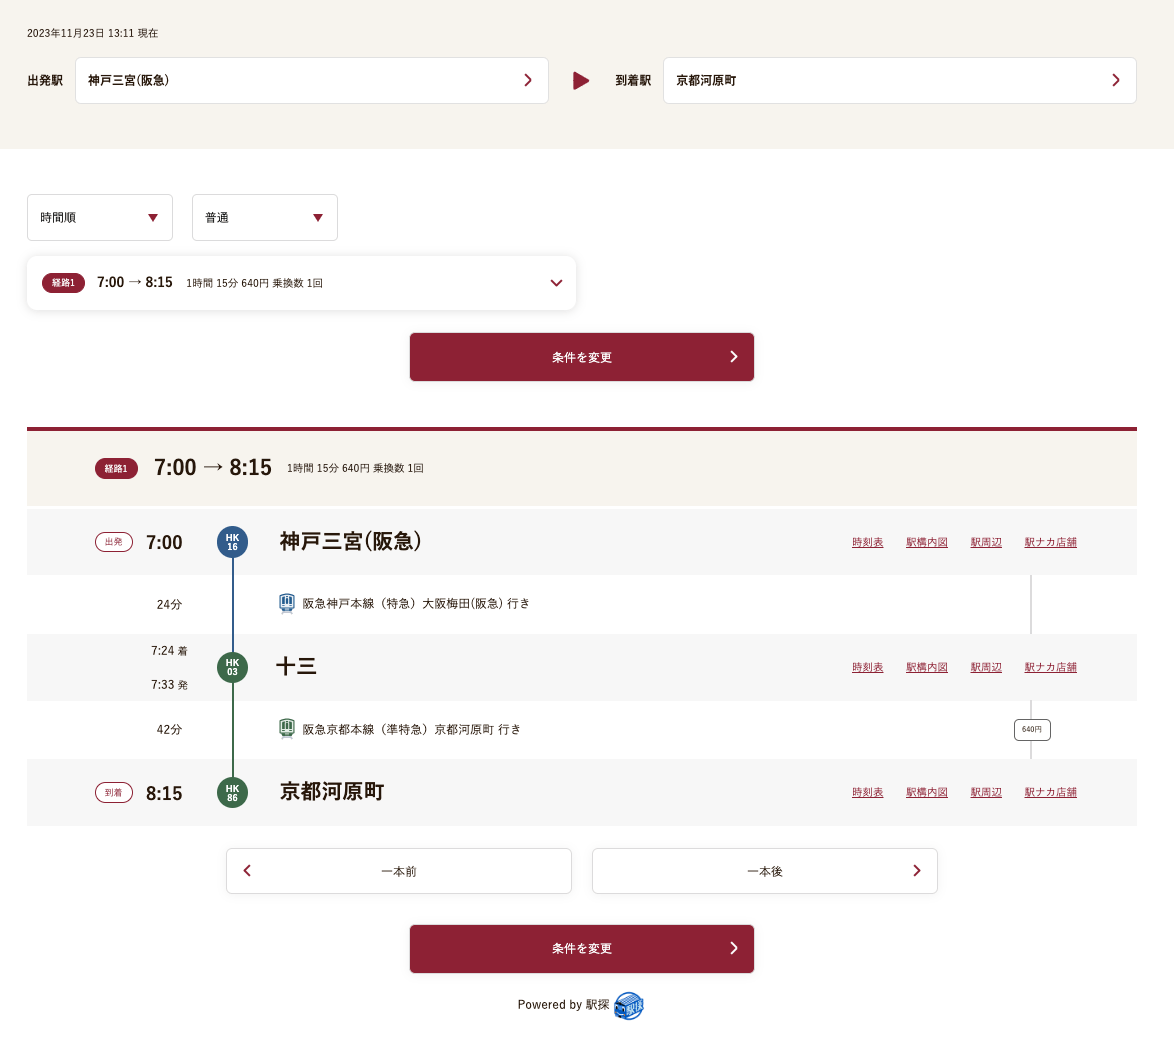 2023年11月23日 13:11 現在
出発駅 神戸三宮(阪急) 到着駅 京都河原町
時間順 普通
経路1 7:00 → 8:15 1時間 15分 640円 乗換数 1回
条件を変更
経路1 7:00 → 8:15 1時間 15分 640円 乗換数 1回
出発 7:00 HK 16 神戸三宮(阪急) 時刻表 駅構内図 駅周辺 駅ナカ店舗
24分 阪急神戸本線（特急）大阪梅田(阪急) 行き
7:24 着
HK 03 十三 時刻表 駅構内図 駅周辺 駅ナカ店舗
7:33 発
42分 阪急京都本線（準特急）京都河原町 行き 640円
到着 8:15 HK 86 京都河原町 時刻表 駅構内図 駅周辺 駅ナカ店舗
一本前 一本後
条件を変更
Powered by 駅探 駅探